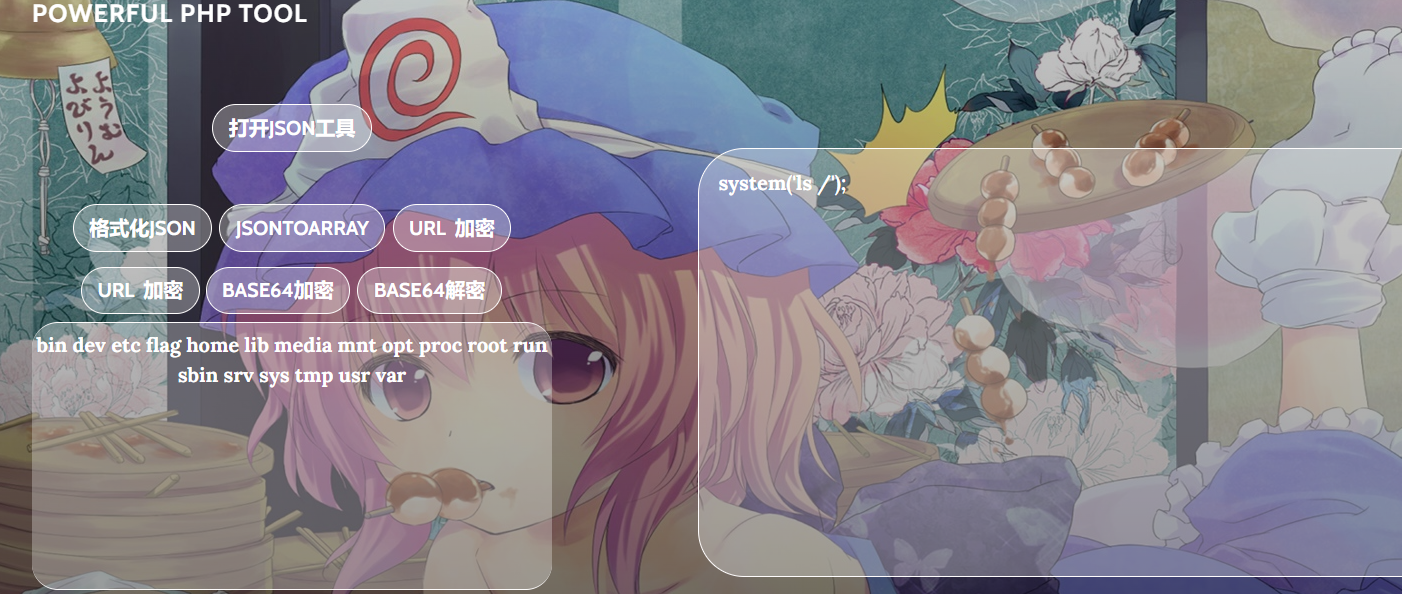 POWERFUL PHP TOOL
ようむん
よびりん
打开JSON工具
格式化JSON
JSONTOARRAY
URL 加密
URL 加密
BASE64加密
BASE64解密
bin dev etc flag home lib media mnt opt proc root run
sbin srv sys tmp usr var
system('ls /');